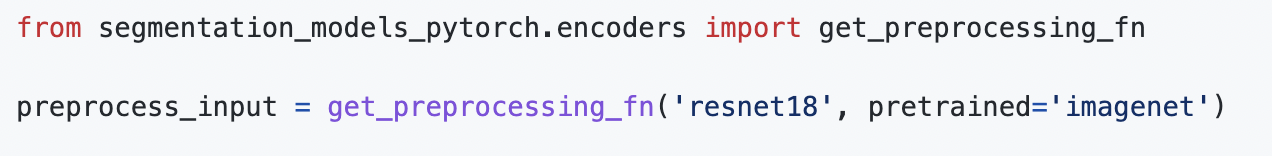 from segmentation_models_pytorch.encoders import get_preprocessing_fn
preprocess_input = get_preprocessing_fn('resnet18', pretrained='imagenet')